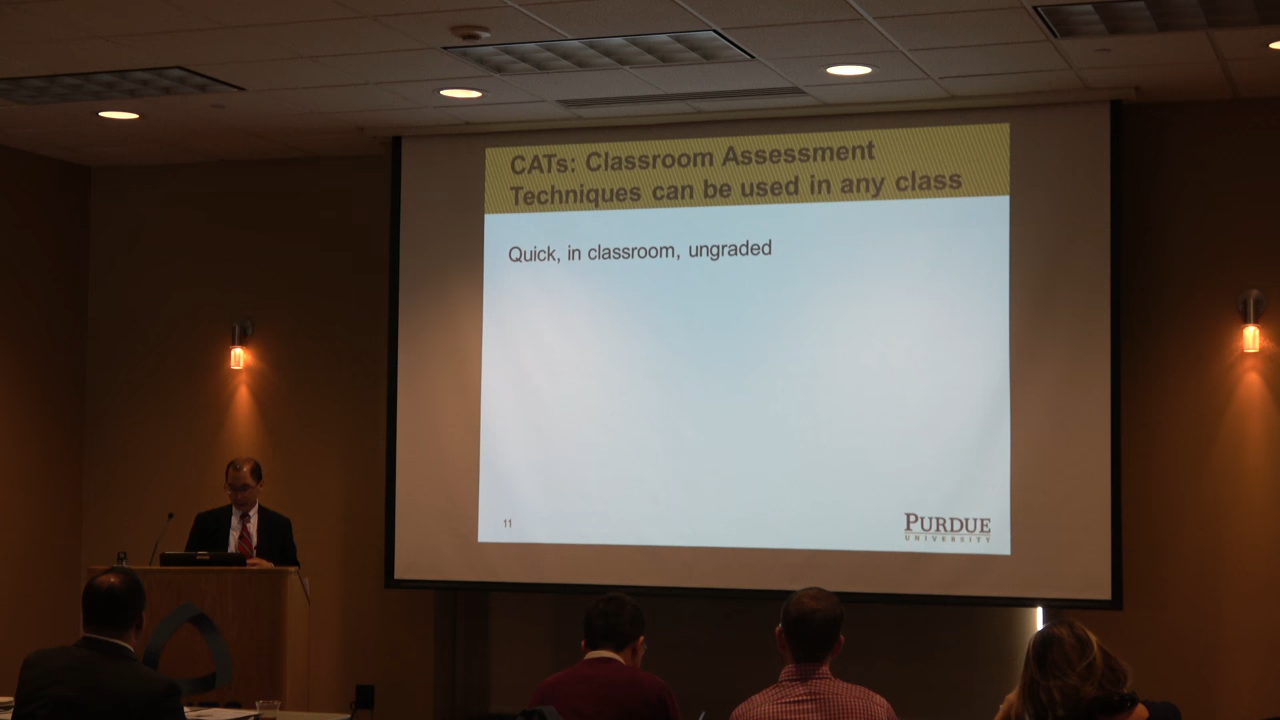 CATs: Classroom Assessment
Techniques can be used in any class
Quick, in classroom, ungraded
11
PURDUE
UNIVERSITY